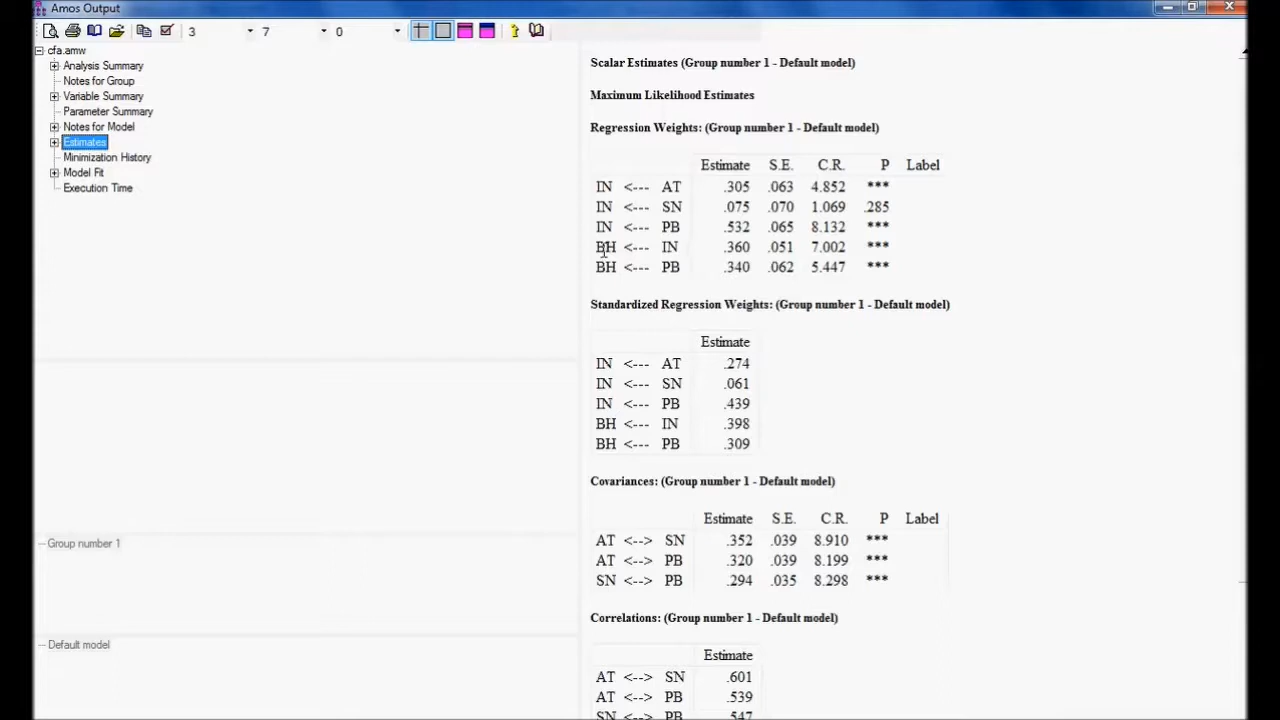 Amos Output
3 7 0
cfa.amw
Analysis Summary
Notes for Group
Variable Summary
Parameter Summary
Notes for Model
Estimates
Minimization History
Model Fit
Execution Time
Group number 1
Default model
Scalar Estimates (Group number 1 - Default model)
Maximum Likelihood Estimates
Regression Weights: (Group number 1 - Default model)
Estimate S.E. C.R. P Label
IN <--- AT .305 .063 4.852 ***
IN <--- SN .075 .070 1.069 .285
IN <--- PB .532 .065 8.132 ***
BH <--- IN .360 .051 7.002 ***
BH <--- PB .340 .062 5.447 ***
Standardized Regression Weights: (Group number 1 - Default model)
Estimate
IN <--- AT .274
IN <--- SN .061
IN <--- PB .439
BH <--- IN .398
BH <--- PB .309
Covariances: (Group number 1 - Default model)
Estimate S.E. C.R. P Label
AT <--> SN .352 .039 8.910 ***
AT <--> PB .320 .039 8.199 ***
SN <--> PB .294 .035 8.298 ***
Correlations: (Group number 1 - Default model)
Estimate
AT <--> SN .601
AT <--> PB .539
SN <--> PB .547